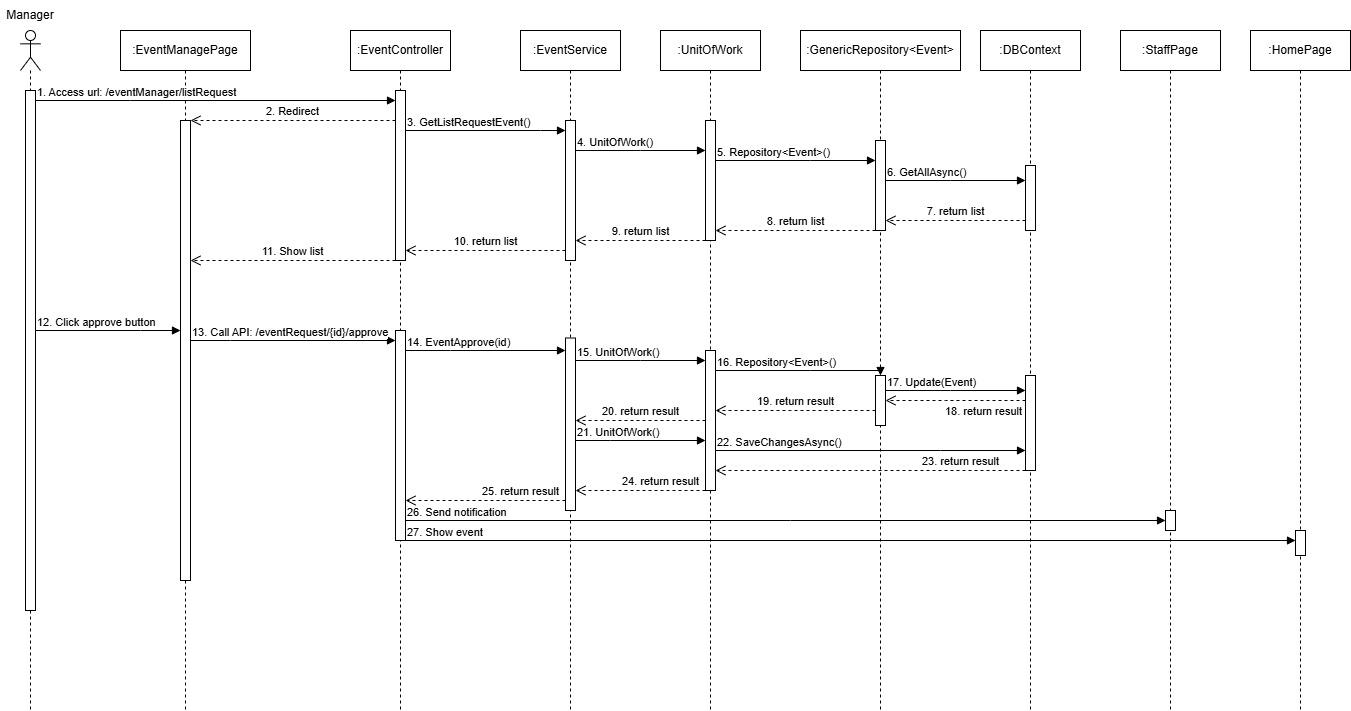 Manager
:EventManagePage
:EventController
:EventService
:UnitOfWork
:GenericRepository<Event>
:DBContext
:StaffPage
:HomePage
1. Access url: /eventManager/listRequest
2. Redirect
3. GetListRequestEvent()
4. UnitOfWork()
5. Repository<Event>()
6. GetAllAsync()
7. return list
8. return list
9. return list
10. return list
11. Show list
12. Click approve button
13. Call API: /eventRequest/{id}/approve
14. EventApprove(id)
15. UnitOfWork()
16. Repository<Event>()
17. Update(Event)
18. return result
19. return result
20. return result
21. UnitOfWork()
22. SaveChangesAsync()
23. return result
24. return result
25. return result
26. Send notification
27. Show event